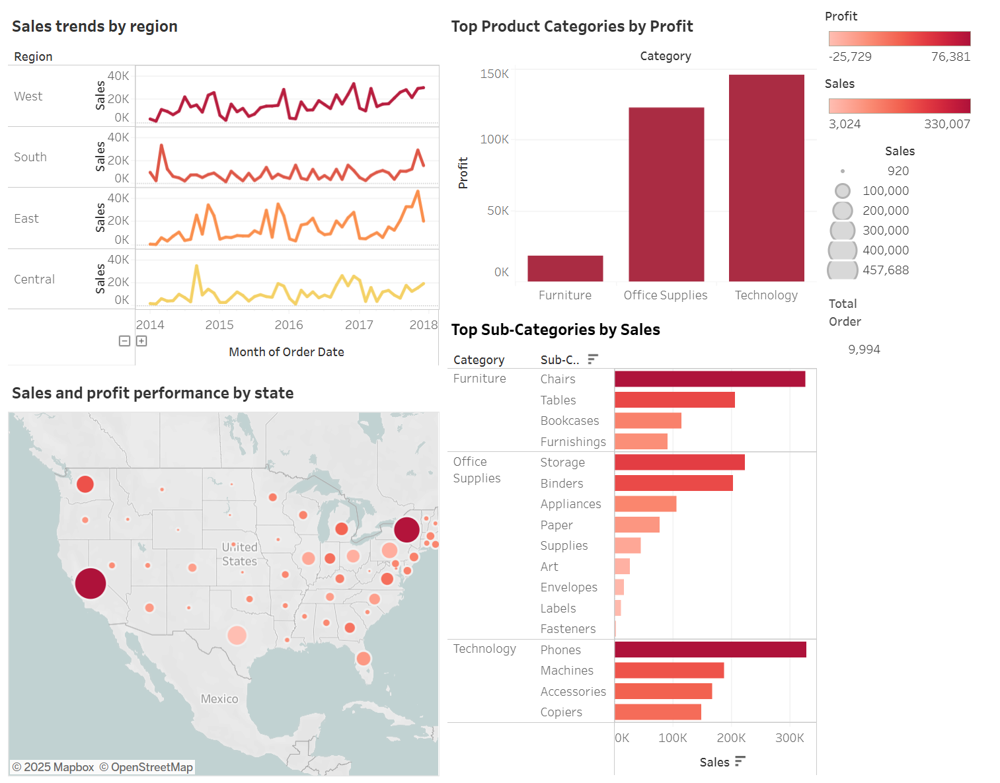 Sales trends by region
Region
West
Sales
40K
20K
0K
South
Sales
40K
20K
0K
East
Sales
40K
20K
0K
Central
Sales
40K
20K
0K
2014 2015 2016 2017 2018
Month of Order Date
Sales and profit performance by state
United
States
Mexico
© 2025 Mapbox © OpenStreetMap
Top Product Categories by Profit
Category
Profit
150K
100K
50K
0K
Furniture Office Supplies Technology
Top Sub-Categories by Sales
Category Sub-C..
Furniture Chairs
Tables
Bookcases
Furnishings
Office
Supplies
Storage
Binders
Appliances
Paper
Supplies
Art
Envelopes
Labels
Fasteners
Technology Phones
Machines
Accessories
Copiers
0K 100K 200K 300K
Sales
Profit
-25,729 76,381
Sales
3,024 330,007
Sales
920
100,000
200,000
300,000
400,000
457,688
Total
Order
9,994